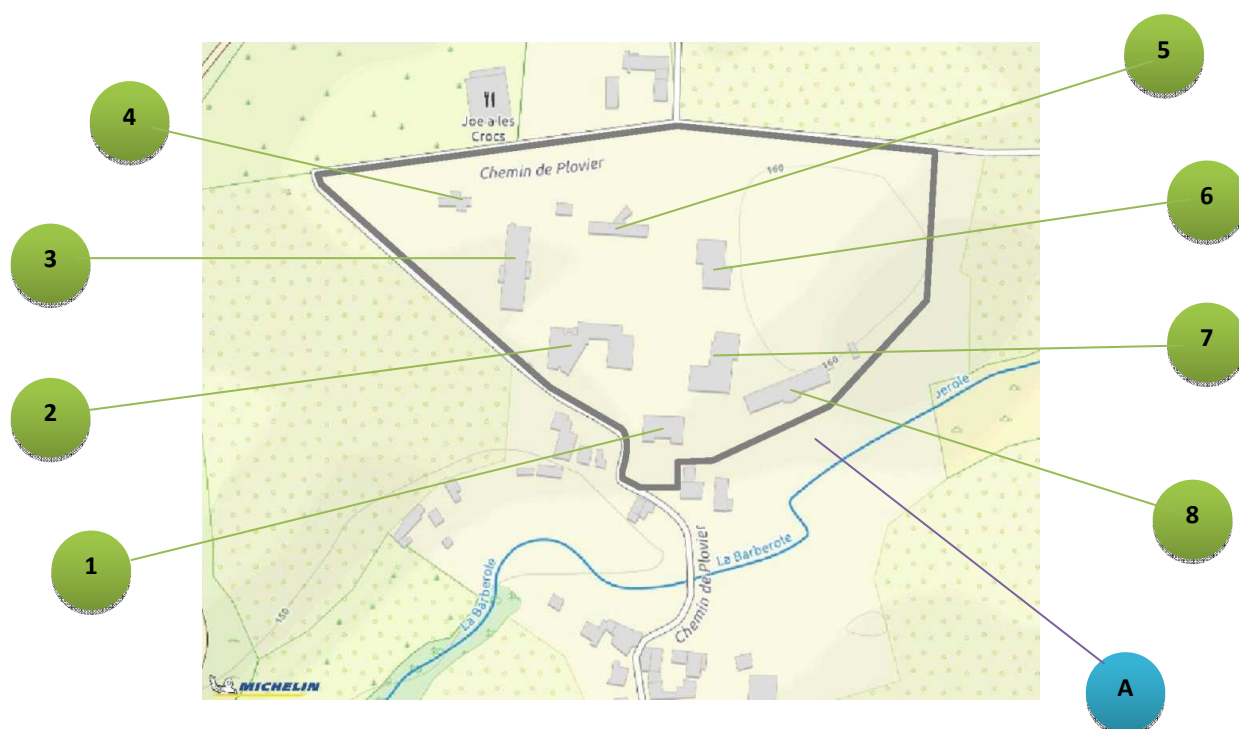 5
4
Joe-a-les
Crocs
Chemin de Plovier
160
6
3
7
160
Jerole
2
8
1
La Barberole
Chemin de Plovier
La Barberole
150
MICHELIN
A